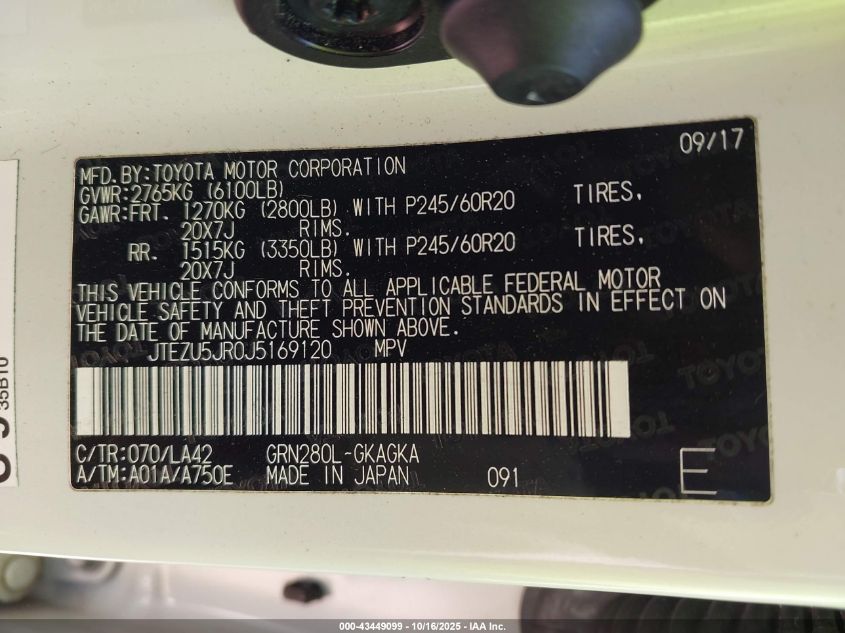 09/17
MFD.BY:TOYOTA MOTOR CORPORATION
GVWR:2765KG (6100LB)
GAWR:FRT. 1270KG (2800LB) WITH P245/60R20 TIRES,
20X7J RIMS.
RR. 1515KG (3350LB) WITH P245/60R20 TIRES,
20X7J RIMS.
THIS VEHICLE CONFORMS TO ALL APPLICABLE FEDERAL MOTOR
VEHICLE SAFETY AND THEFT PREVENTION STANDARDS IN EFFECT ON
THE DATE OF MANUFACTURE SHOWN ABOVE.
JTEZU5JR0J5169120 MPV
C/TR:070/LA42 GRN280L-GKAGKA
A/TM:A01A/A750E MADE IN JAPAN 091 E
35B10
000-43449099 - 10/16/2025 - IAA Inc.